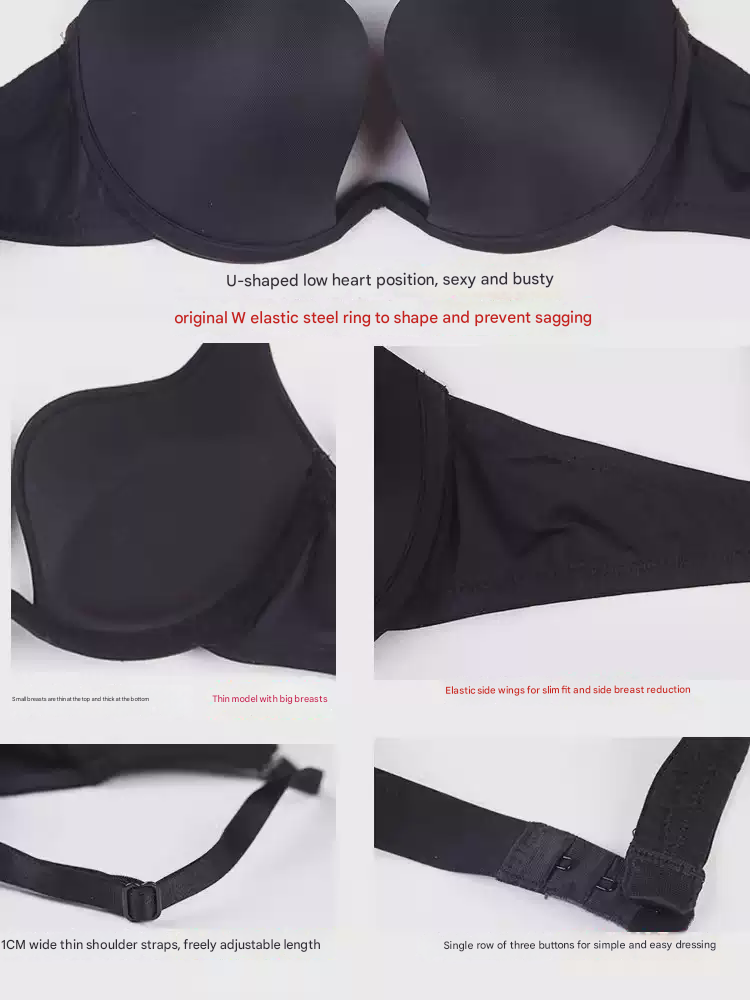 U-shaped low heart position, sexy and busty
original W elastic steel ring to shape and prevent sagging
Small breasts are thin at the top and thick at the bottom
Thin model with big breasts
Elastic side wings for slim fit and side breast reduction
1CM wide thin shoulder straps, freely adjustable length
Single row of three buttons for simple and easy dressing